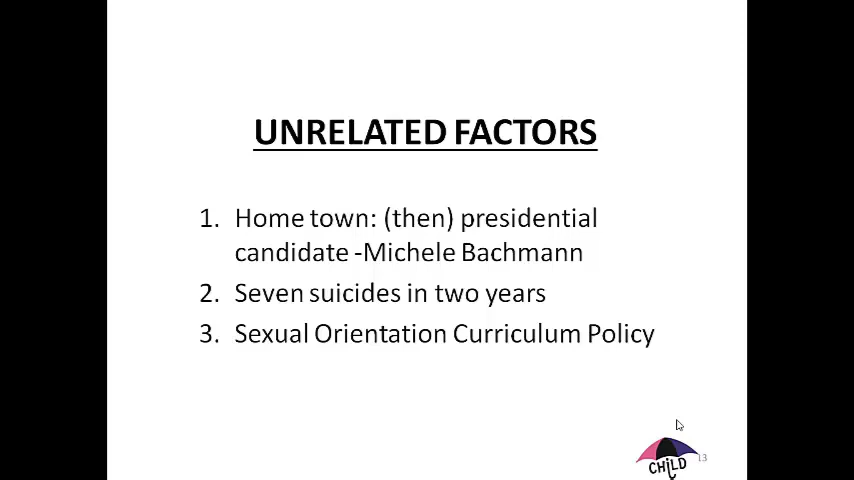 UNRELATED FACTORS
1. Home town: (then) presidential
candidate -Michele Bachmann
2. Seven suicides in two years
3. Sexual Orientation Curriculum Policy
CHiLD
13